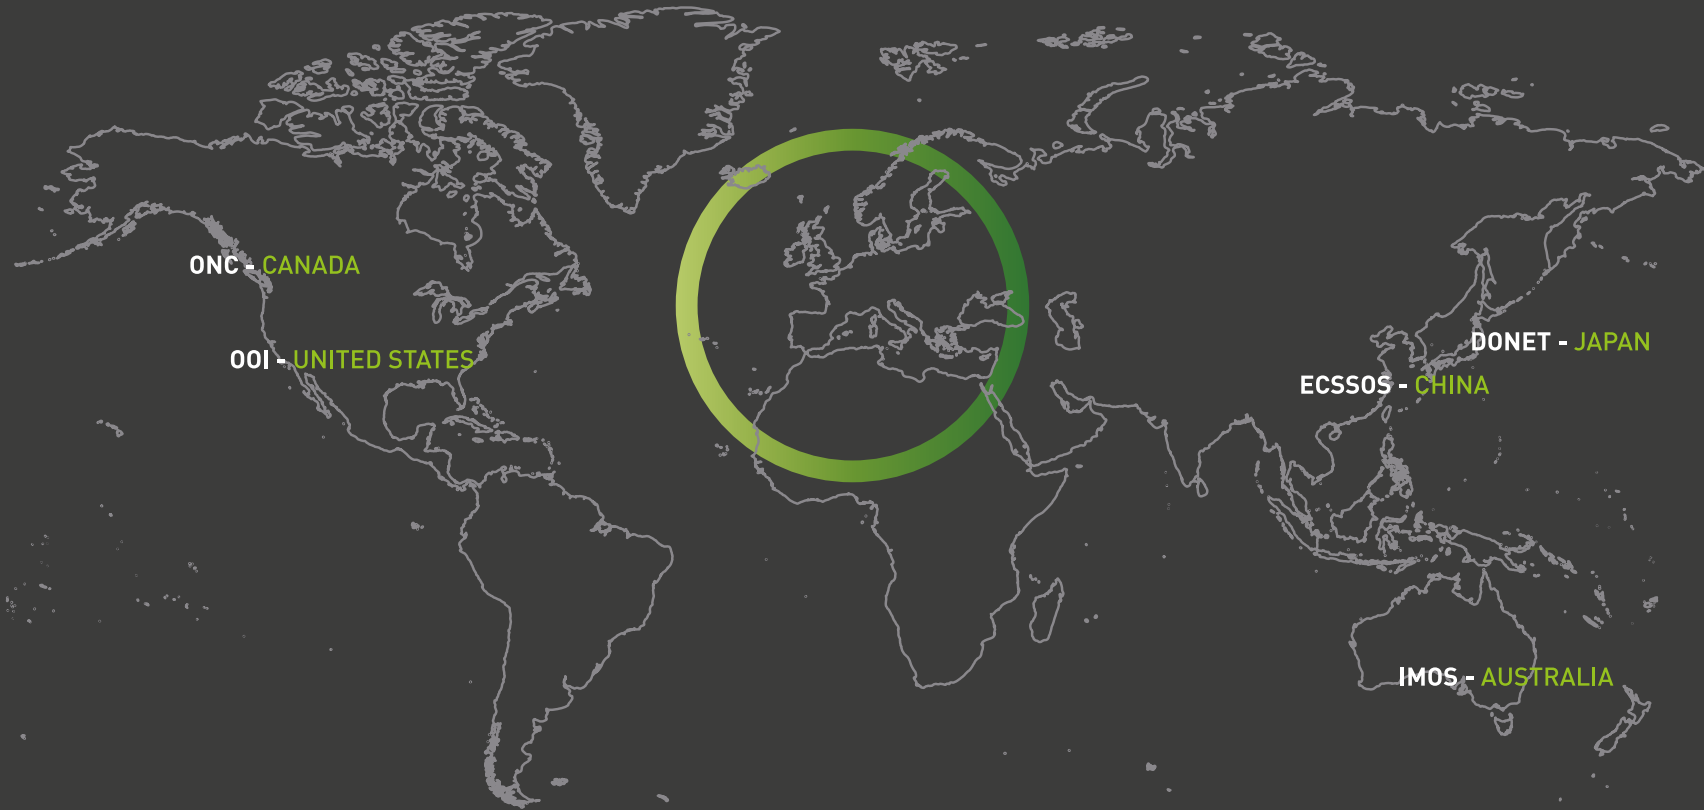 ONC - CANADA
OOI - UNITED STATES
DONET - JAPAN
ECSSOS - CHINA
IMOS - AUSTRALIA